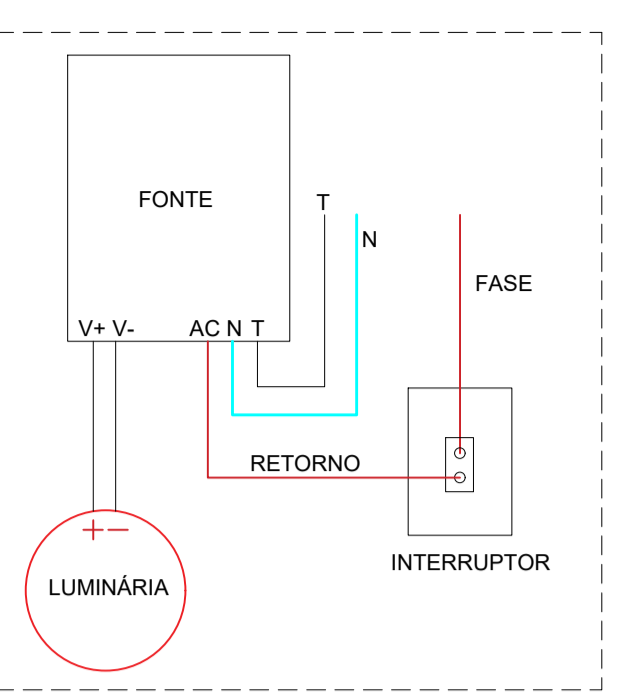 FONTE
T
N
FASE
V+ V- AC N T
RETORNO
INTERRUPTOR
+ −
LUMINÁRIA